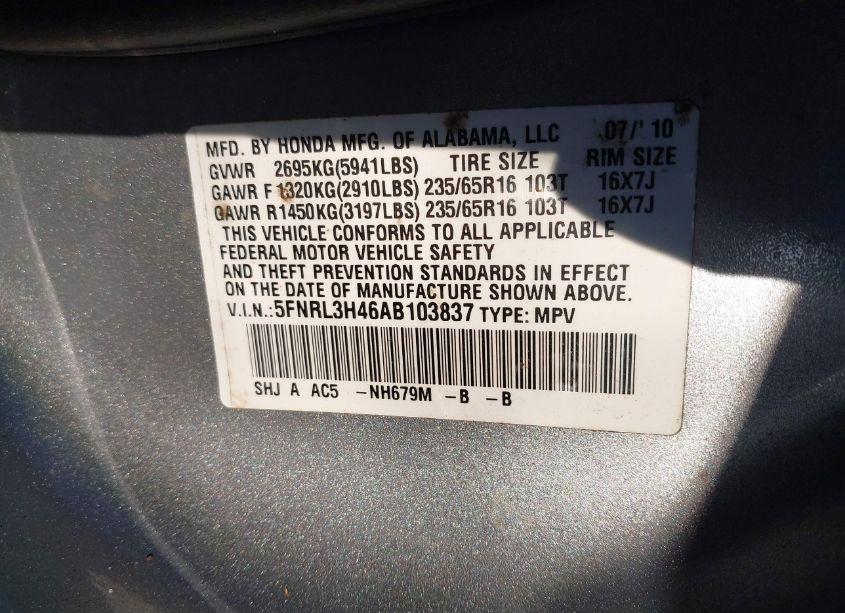 MFD. BY HONDA MFG. OF ALABAMA, LLC 07/' 10
GVWR 2695KG(5941LBS) TIRE SIZE RIM SIZE
GAWR F 1320KG(2910LBS) 235/65R16 103T 16X7J
GAWR R1450KG(3197LBS) 235/65R16 103T 16X7J
THIS VEHICLE CONFORMS TO ALL APPLICABLE
FEDERAL MOTOR VEHICLE SAFETY
AND THEFT PREVENTION STANDARDS IN EFFECT
ON THE DATE OF MANUFACTURE SHOWN ABOVE.
V.I.N.:5FNRL3H46AB103837 TYPE: MPV
SHJ A AC5 -NH679M -B -B